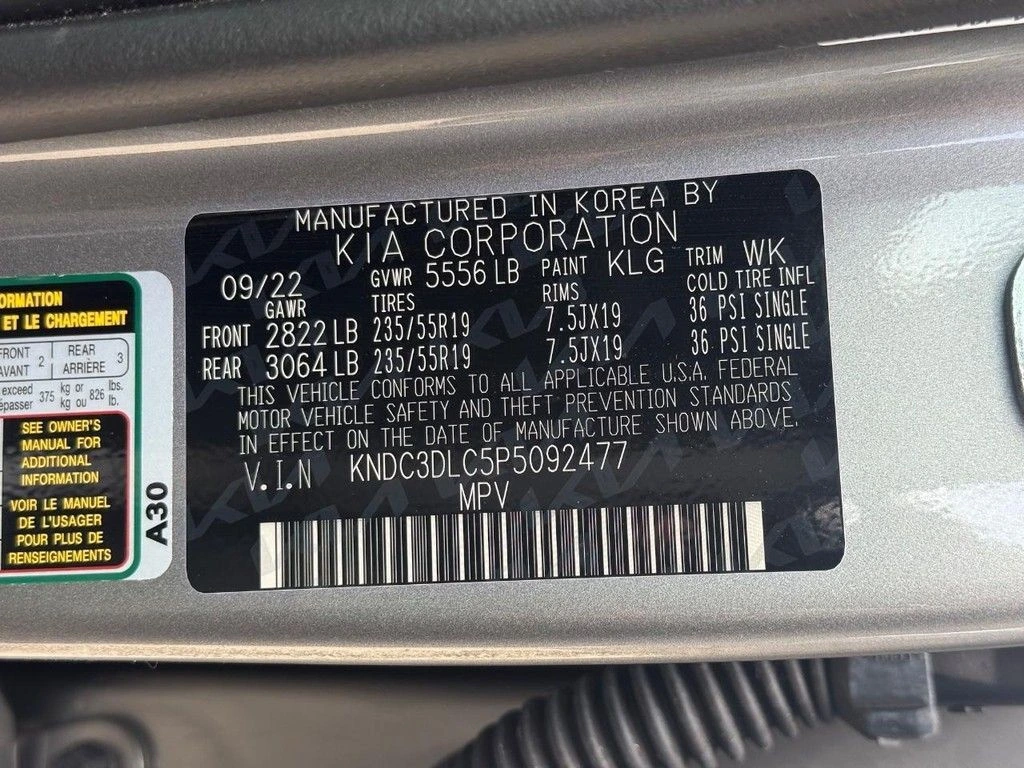 MANUFACTURED IN KOREA BY
KIA CORPORATION
09/22 GVWR 5556 LB PAINT KLG TRIM WK
GAWR TIRES RIMS COLD TIRE INFL
FRONT 2822 LB 235/55R19 7.5JX19 36 PSI SINGLE
REAR 3064 LB 235/55R19 7.5JX19 36 PSI SINGLE
THIS VEHICLE CONFORMS TO ALL APPLICABLE U.S.A. FEDERAL
MOTOR VEHICLE SAFETY AND THEFT PREVENTION STANDARDS
IN EFFECT ON THE DATE OF MANUFACTURE SHOWN ABOVE.
V.I.N KNDC3DLC5P5092477
MPV
ET LE CHARGEMENT
FRONT 2 REAR 3
ARRIÈRE
exceed 375 kg or 826 lbs.
kg ou lb.
SEE OWNER'S
MANUAL FOR
ADDITIONAL
INFORMATION
VOIR LE MANUEL
DE L'USAGER
POUR PLUS DE
RENSEIGNEMENTS
A30